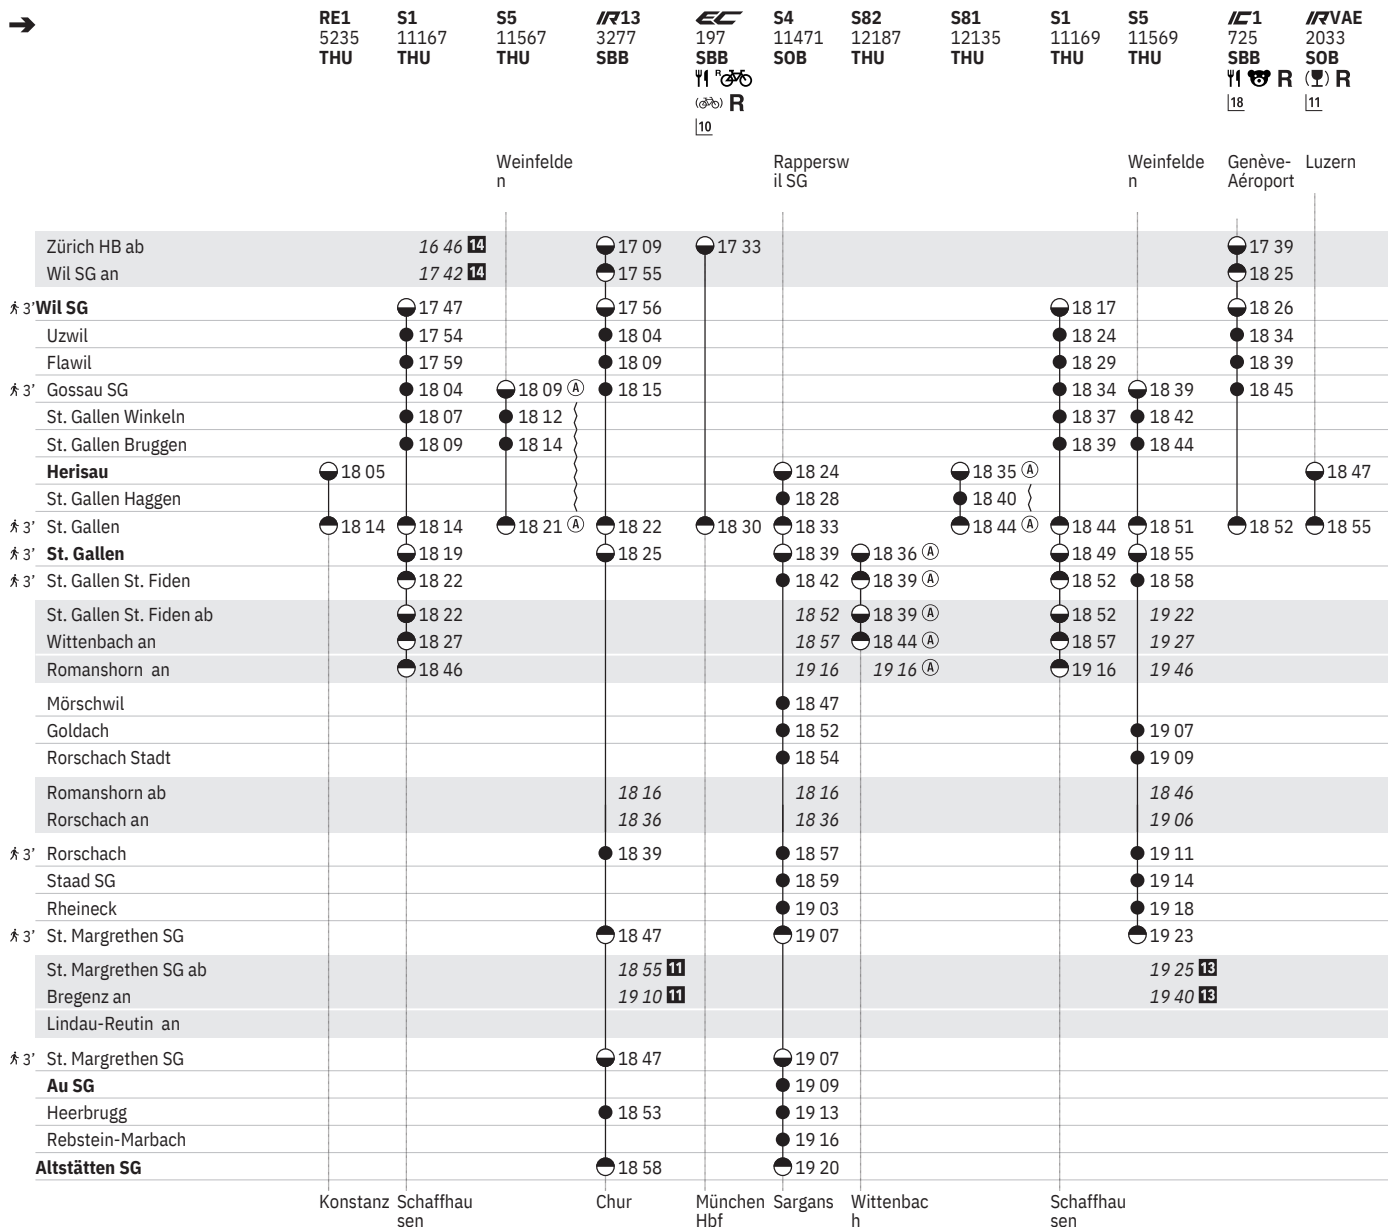 ➔ RE1 S1 S5 IR13 EC S4 S82 S81 S1 S5 IC1 IRVAE
5235 11167 11567 3277 197 11471 12187 12135 11169 11569 725 2033
THU THU THU SBB SBB SOB THU THU THU THU SBB SOB
R R R
R
10 18 11
Weinfelde Rappersw Weinfelde Genève- Luzern
n il SG n Aéroport
Zürich HB ab 16 46 14 17 09 17 33 17 39
Wil SG an 17 42 14 17 55 18 25
3' Wil SG 17 47 17 56 18 17 18 26
Uzwil 17 54 18 04 18 24 18 34
Flawil 17 59 18 09 18 29 18 39
3' Gossau SG 18 04 18 09 Ⓐ 18 15 18 34 18 39 18 45
St. Gallen Winkeln 18 07 18 12 18 37 18 42
St. Gallen Bruggen 18 09 18 14 18 39 18 44
Herisau 18 05 18 24 18 35 Ⓐ 18 47
St. Gallen Haggen 18 28 18 40
3' St. Gallen 18 14 18 14 18 21 Ⓐ 18 22 18 30 18 33 18 44 Ⓐ 18 44 18 51 18 52 18 55
3' St. Gallen 18 19 18 25 18 39 18 36 Ⓐ 18 49 18 55
3' St. Gallen St. Fiden 18 22 18 42 18 39 Ⓐ 18 52 18 58
St. Gallen St. Fiden ab 18 22 18 52 18 39 Ⓐ 18 52 19 22
Wittenbach an 18 27 18 57 18 44 Ⓐ 18 57 19 27
Romanshorn an 18 46 19 16 19 16 Ⓐ 19 16 19 46
Mörschwil 18 47
Goldach 18 52 19 07
Rorschach Stadt 18 54 19 09
Romanshorn ab 18 16 18 16 18 46
Rorschach an 18 36 18 36 19 06
3' Rorschach 18 39 18 57 19 11
Staad SG 18 59 19 14
Rheineck 19 03 19 18
3' St. Margrethen SG 18 47 19 07 19 23
St. Margrethen SG ab 18 55 11 19 25 13
Bregenz an 19 10 11 19 40 13
Lindau-Reutin an
3' St. Margrethen SG 18 47 19 07
Au SG 19 09
Heerbrugg 18 53 19 13
Rebstein-Marbach 19 16
Altstätten SG 18 58 19 20
Konstanz Schaffhau Chur München Sargans Wittenbac Schaffhau
sen Hbf h sen